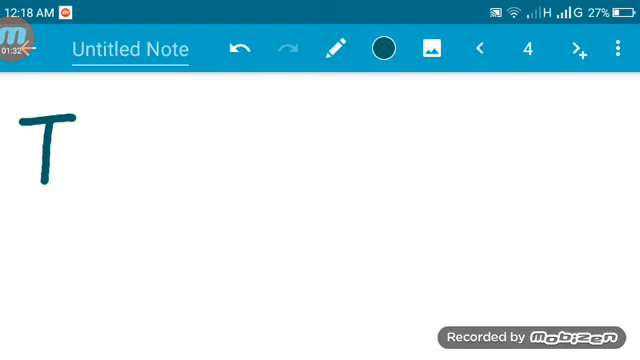 12:18 AM H G 27%
01:32 Untitled Note 4
T
Recorded by mobizen